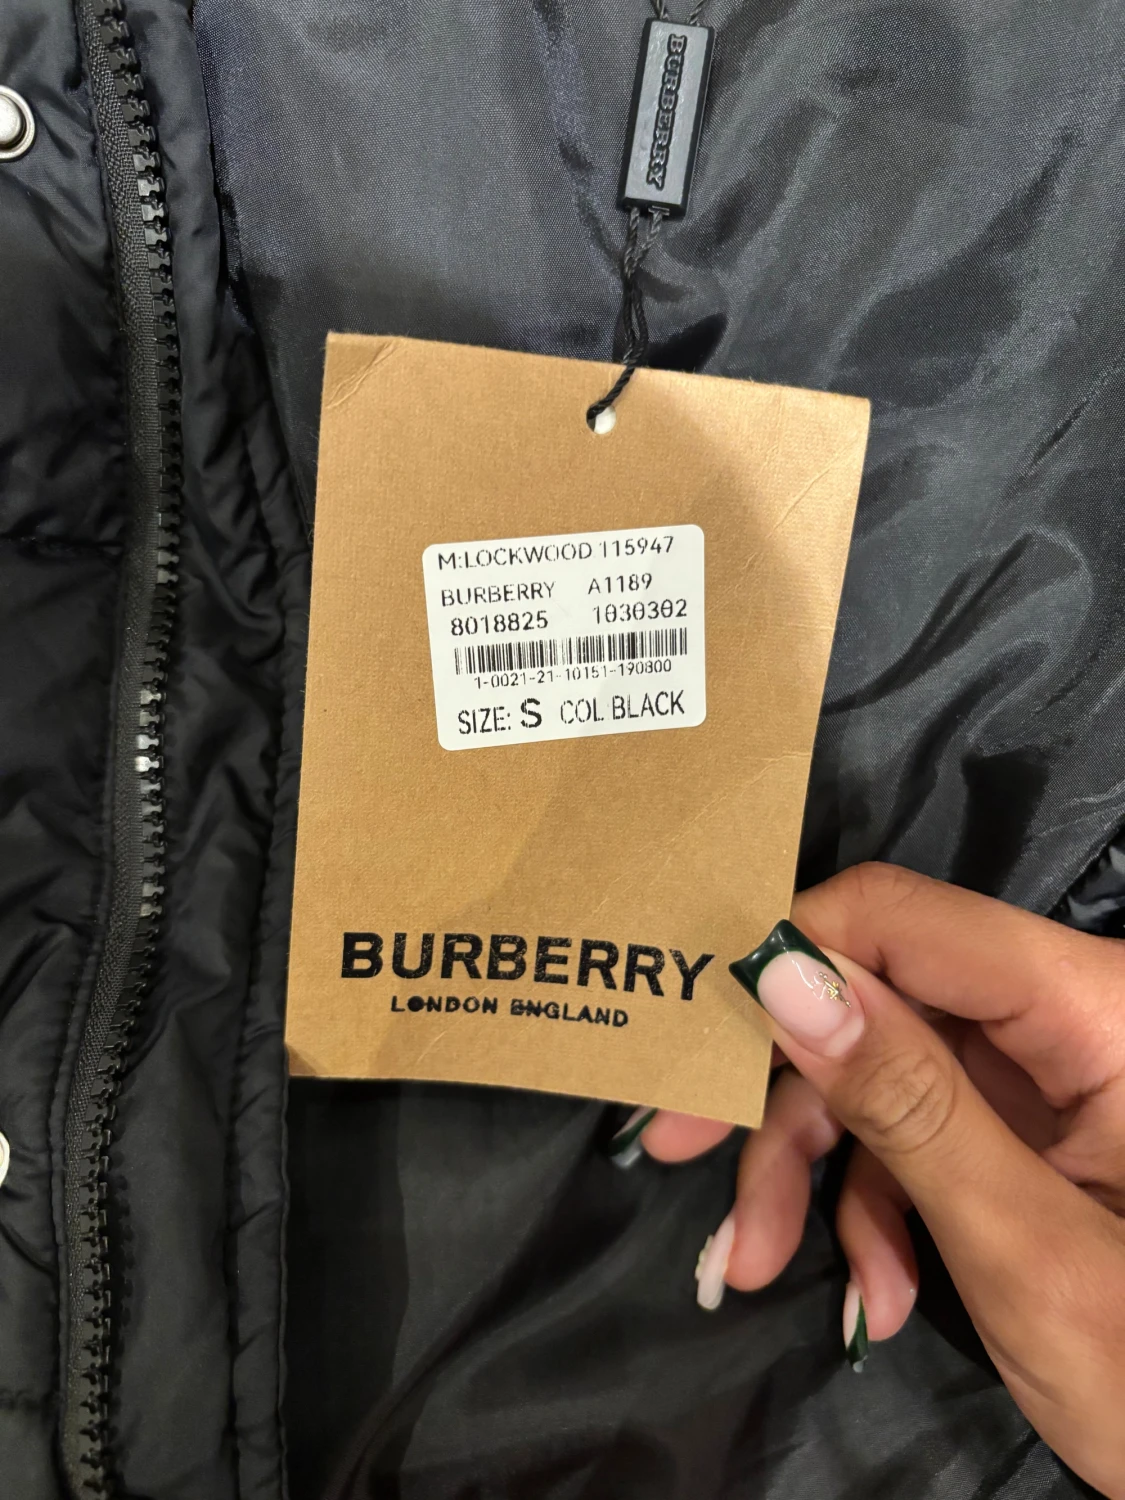 BURBERRY
M:LOCKWOOD 115947
BURBERRY A1189
8018825 1030302
1-0021-21-10151-190800
SIZE: S COL BLACK
BURBERRY
LONDON ENGLAND